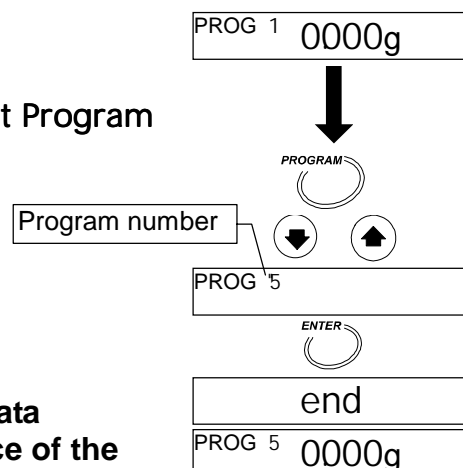 PROG 1 0000g
t Program
PROGRAM
Program number
PROG 5
ENTER
end
ata
PROG 5 0000g
ce of the